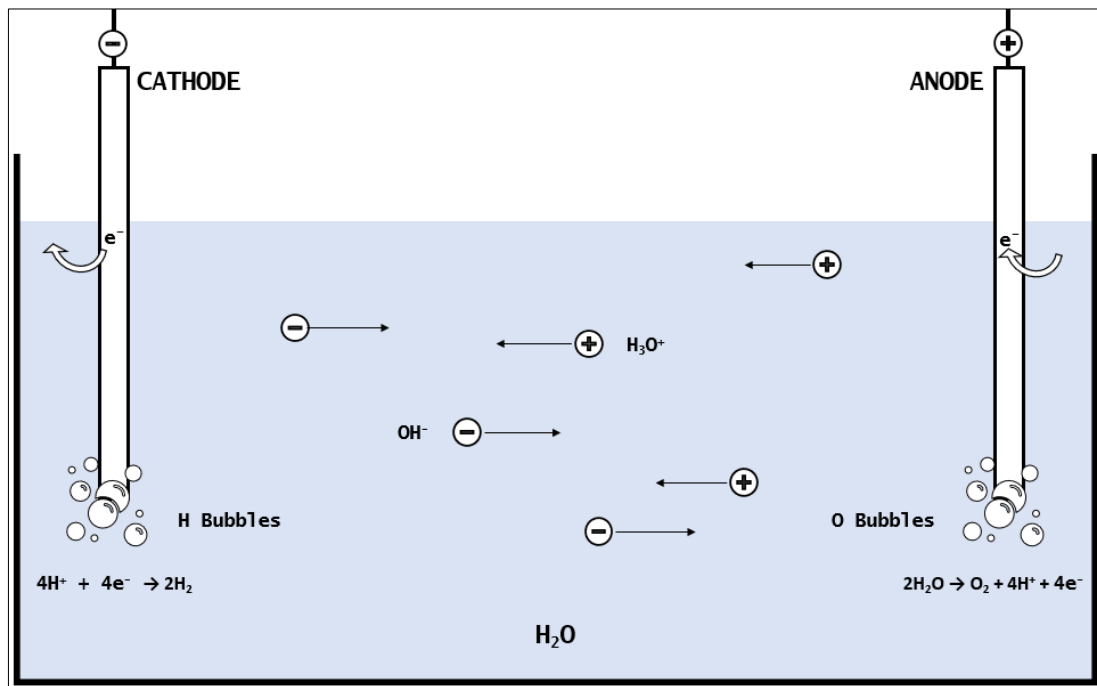 CATHODE
ANODE
e⁻
e⁻
H₃O⁺
OH⁻
H Bubbles
O Bubbles
4H⁺ + 4e⁻ → 2H₂
2H₂O → O₂ + 4H⁺ + 4e⁻
H₂O